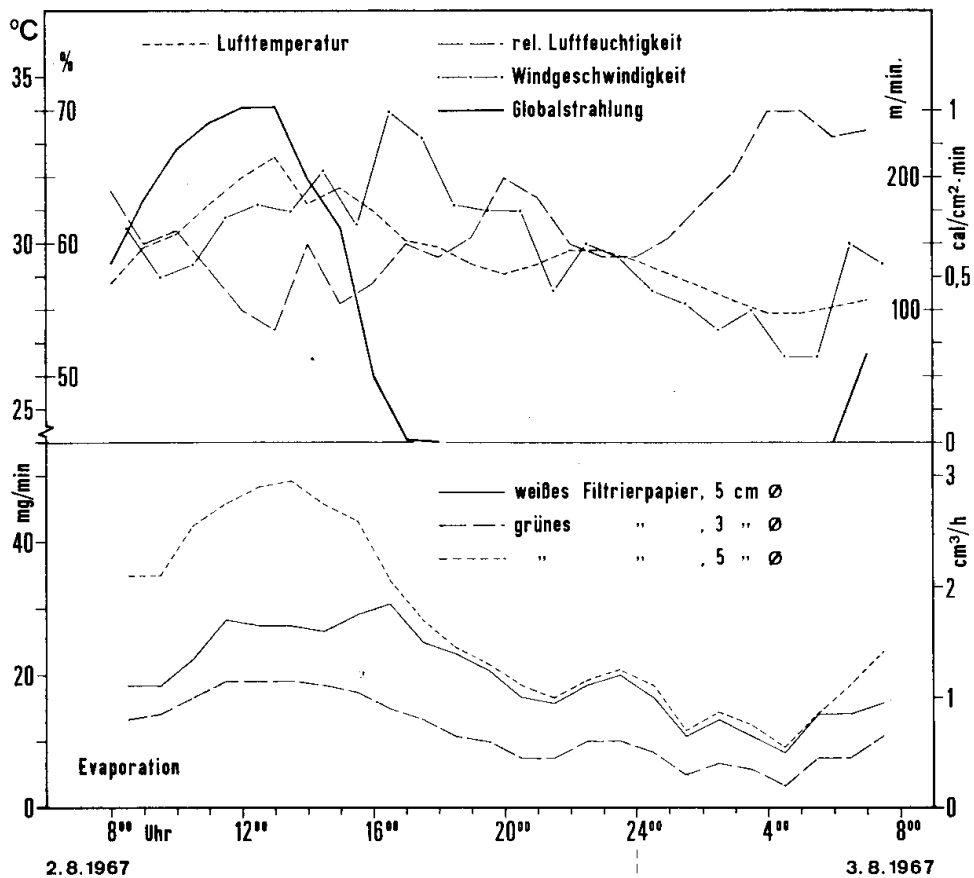 °C
%
35
70
30
60
50
25
Lufttemperatur
rel. Luftfeuchtigkeit
Windgeschwindigkeit
Globalstrahlung
m/min.
cal/cm²·min
1
200
0,5
100
0
mg/min
40
20
0
weißes Filtrierpapier, 5 cm Ø
grünes " , 3 " Ø
" " , 5 " Ø
3
2
1
0
cm³/h
Evaporation
8⁰⁰ Uhr 12⁰⁰ 16⁰⁰ 20⁰⁰ 24⁰⁰ 4⁰⁰ 8⁰⁰
2.8.1967 3.8.1967